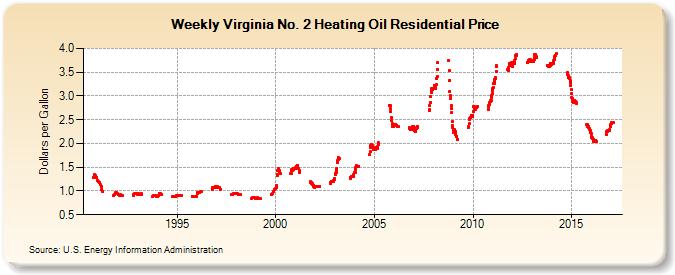 Weekly Virginia No. 2 Heating Oil Residential Price
Dollars per Gallon
4.0
3.5
3.0
2.5
2.0
1.5
1.0
0.5
1995 2000 2005 2010 2015
Source: U.S. Energy Information Administration